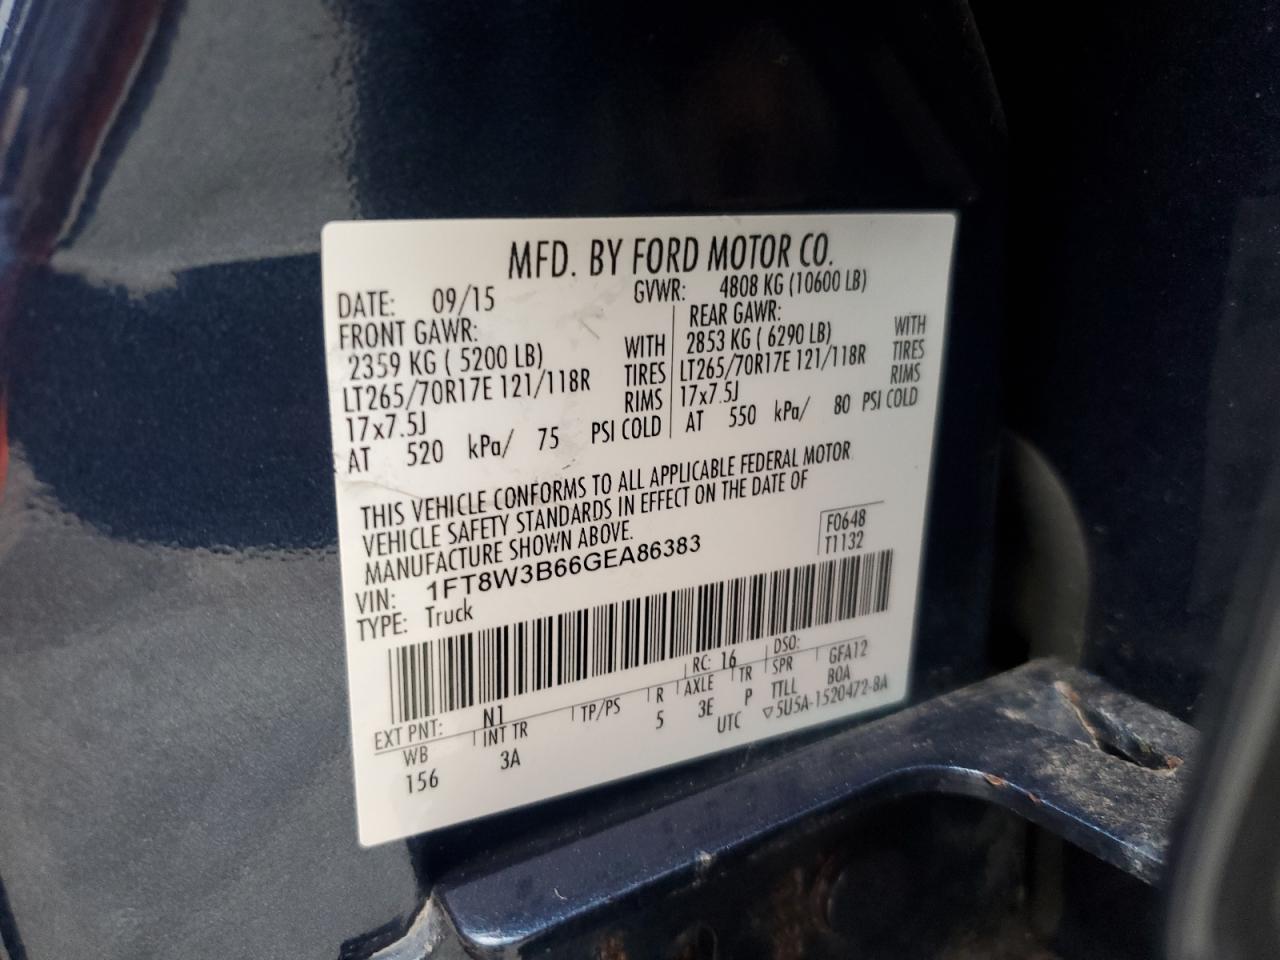 MFD. BY FORD MOTOR CO.
DATE: 09/15 GVWR: 4808 KG (10600 LB)
FRONT GAWR: REAR GAWR:
2359 KG ( 5200 LB) WITH 2853 KG ( 6290 LB) WITH
LT265/70R17E 121/118R TIRES LT265/70R17E 121/118R TIRES
17x7.5J RIMS 17x7.5J RIMS
AT 520 kPa/ 75 PSI COLD AT 550 kPa/ 80 PSI COLD
THIS VEHICLE CONFORMS TO ALL APPLICABLE FEDERAL MOTOR
VEHICLE SAFETY STANDARDS IN EFFECT ON THE DATE OF
MANUFACTURE SHOWN ABOVE.
F0648
T1132
VIN: 1FT8W3B66GEA86383
TYPE: Truck
EXT PNT: N1 RC: 16 DSO:
WB INT TR TP/PS R AXLE TR SPR GFA12
156 3A 5 3E P TTLL BOA
UTC ▽5U5A-1520472-BA